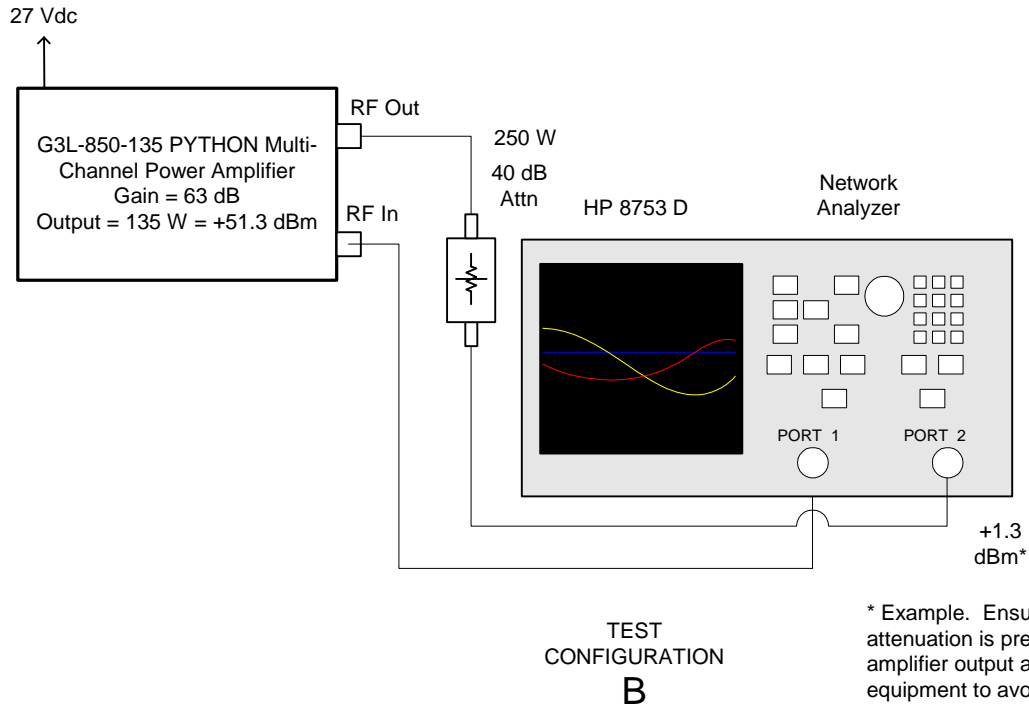 27 Vdc
RF Out
G3L-850-135 PYTHON Multi-
Channel Power Amplifier
Gain = 63 dB
Output = 135 W = +51.3 dBm
RF In
250 W
40 dB
Attn
HP 8753 D
Network
Analyzer
PORT 1
PORT 2
+1.3
dBm*
* Example. Ensu
attenuation is pre
amplifier output a
equipment to avo
TEST
CONFIGURATION
B